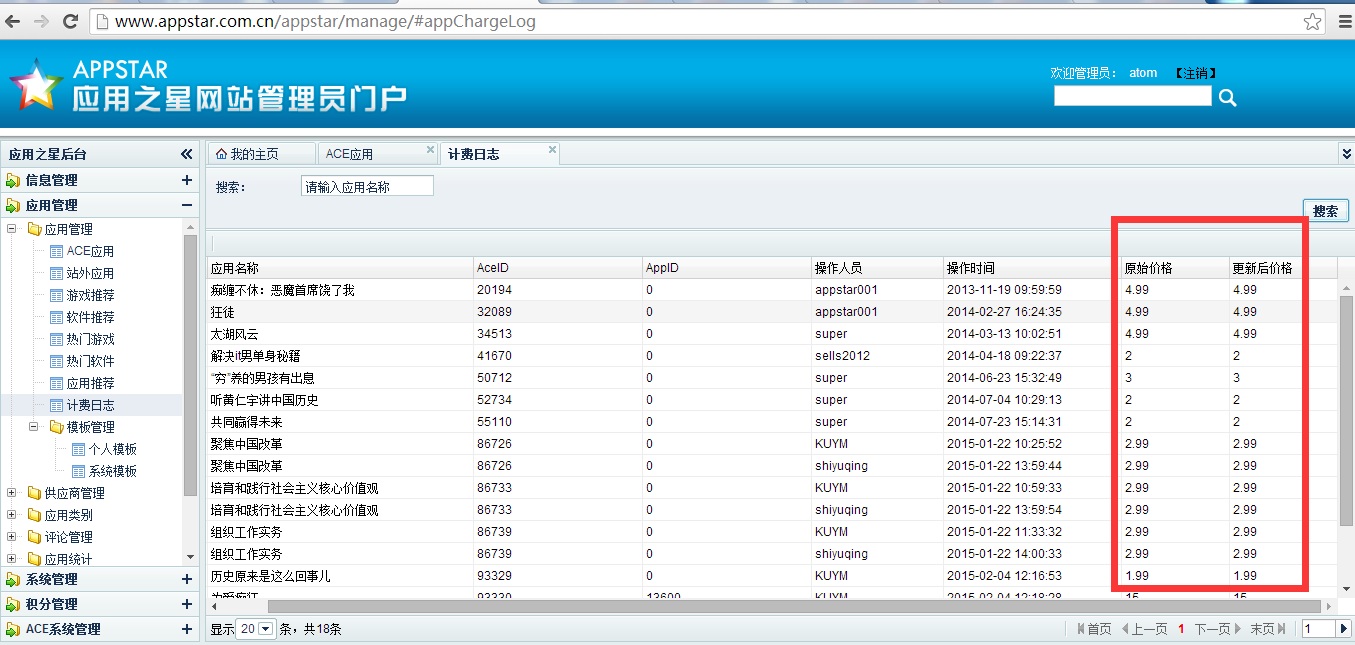 www.appstar.com.cn/appstar/manage/#appChargeLog
APPSTAR
应用之星网站管理员门户
欢迎管理员： atom 【注销】
应用之星后台
信息管理
应用管理
应用管理
ACE应用
站外应用
游戏推荐
软件推荐
热门游戏
热门软件
应用推荐
计费日志
模板管理
个人模板
系统模板
供应商管理
应用类别
评论管理
应用统计
系统管理
积分管理
ACE系统管理
我的主页 ACE应用 计费日志
搜索： 请输入应用名称
搜索
应用名称 AceID AppID 操作人员 操作时间 原始价格 更新后价格
痴缠不休：恶魔首席饶了我 20194 0 appstar001 2013-11-19 09:59:59 4.99 4.99
狂徒 32089 0 appstar001 2014-02-27 16:24:35 4.99 4.99
太湖风云 34513 0 super 2014-03-13 10:02:51 4.99 4.99
解决it男单身秘籍 41670 0 sells2012 2014-04-18 09:22:37 2 2
“穷”养的男孩有出息 50712 0 super 2014-06-23 15:32:49 3 3
听黄仁宇讲中国历史 52734 0 super 2014-07-04 10:29:13 2 2
共同赢得未来 55110 0 super 2014-07-23 15:14:31 2 2
聚焦中国改革 86726 0 KUYM 2015-01-22 10:25:52 2.99 2.99
聚焦中国改革 86726 0 shiyuqing 2015-01-22 13:59:44 2.99 2.99
培育和践行社会主义核心价值观 86733 0 KUYM 2015-01-22 10:59:33 2.99 2.99
培育和践行社会主义核心价值观 86733 0 shiyuqing 2015-01-22 13:59:54 2.99 2.99
组织工作实务 86739 0 KUYM 2015-01-22 11:33:32 2.99 2.99
组织工作实务 86739 0 shiyuqing 2015-01-22 14:00:33 2.99 2.99
历史原来是这么回事儿 93329 0 KUYM 2015-02-04 12:16:53 1.99 1.99
为爱痴狂 93330 13600 KUYM 2015-02-04 12:18:28 15 15
显示 20 条，共18条
首页 上一页 1 下一页 末页 1